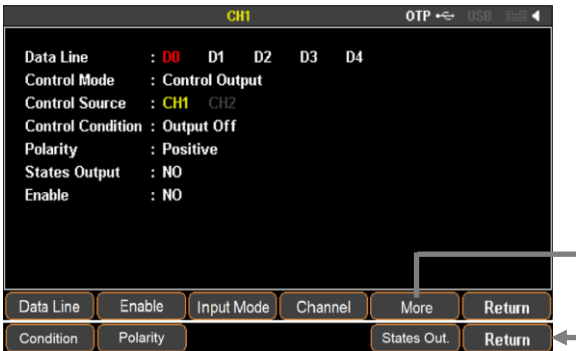 CH1 OTP USB
Data Line : D0 D1 D2 D3 D4
Control Mode : Control Output
Control Source : CH1 CH2
Control Condition : Output Off
Polarity : Positive
States Output : NO
Enable : NO
Data Line Enable Input Mode Channel More Return
Condition Polarity States Out. Return